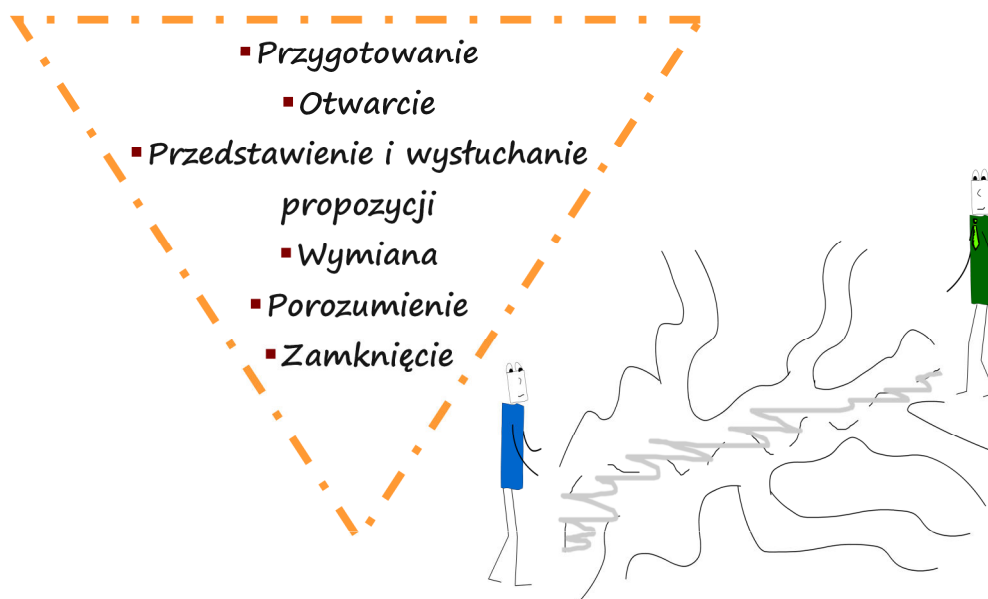 ▪ Przygotowanie
▪ Otwarcie
▪ Przedstawienie i wysłuchanie
propozycji
▪ Wymiana
▪ Porozumienie
▪ Zamknięcie